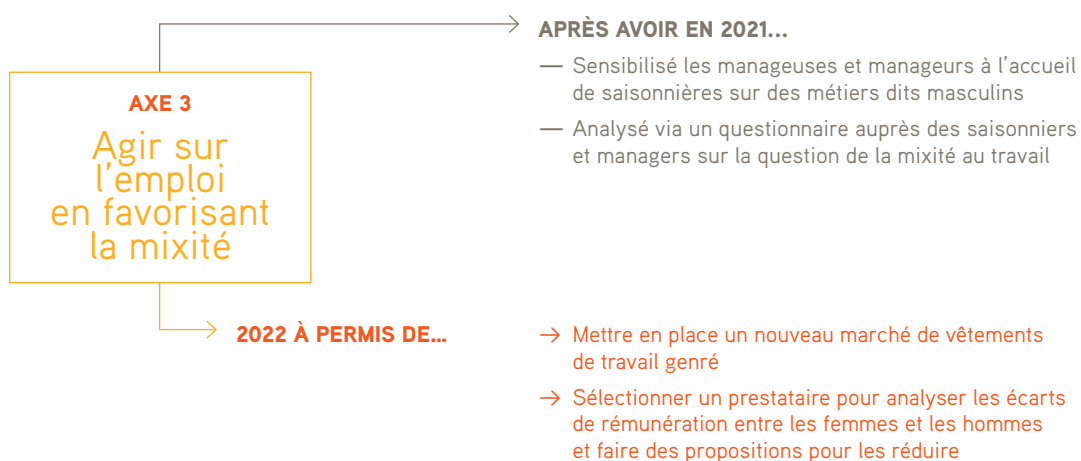 AXE 3
Agir sur
l'emploi
en favorisant
la mixité
APRÈS AVOIR EN 2021...
— Sensibilisé les manageuses et manageurs à l'accueil
de saisonnières sur des métiers dits masculins
— Analysé via un questionnaire auprès des saisonniers
et managers sur la question de la mixité au travail
2022 À PERMIS DE...
→ Mettre en place un nouveau marché de vêtements
de travail genré
→ Sélectionner un prestataire pour analyser les écarts
de rémunération entre les femmes et les hommes
et faire des propositions pour les réduire